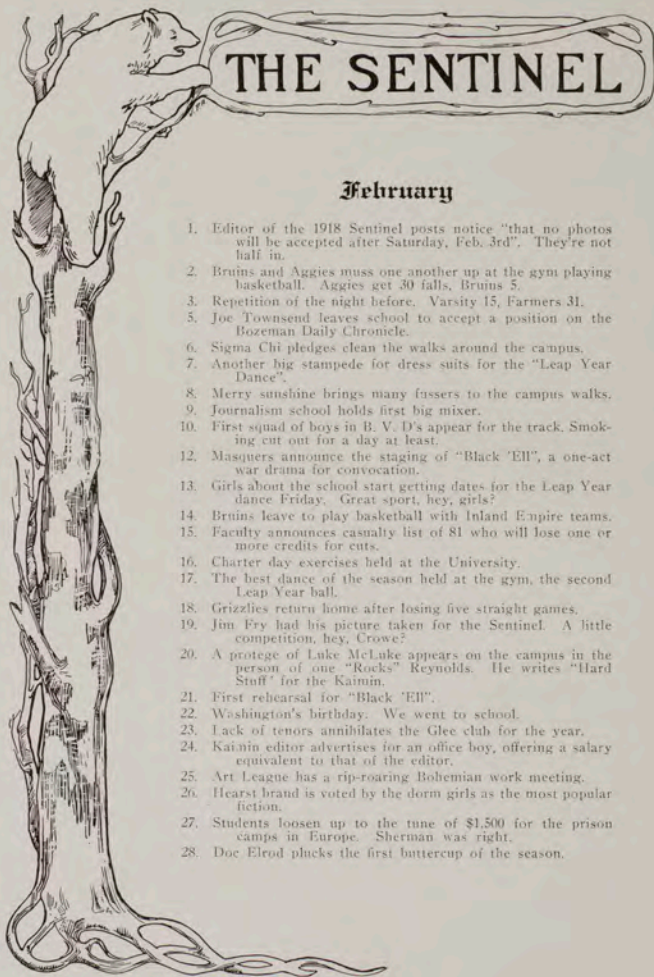 THE SENTINEL
February
1. Editor of the 1918 Sentinel posts notice "that no photos
will be accepted after Saturday, Feb. 3rd". They're not
half in.
2. Bruins and Aggies muss one another up at the gym playing
basketball. Aggies get 30 falls, Bruins 5.
3. Repetition of the night before. Varsity 15, Farmers 31.
5. Joe Townsend leaves school to accept a position on the
Bozeman Daily Chronicle.
6. Sigma Chi pledges clean the walks around the campus.
7. Another big stampede for dress suits for the "Leap Year
Dance".
8. Merry sunshine brings many fussers to the campus walks.
9. Journalism school holds first big mixer.
10. First squad of boys in B. V. D's appear for the track. Smok-
ing cut out for a day at least.
12. Masquers announce the staging of "Black 'Ell", a one-act
war drama for convocation.
13. Girls about the school start getting dates for the Leap Year
dance Friday. Great sport, hey, girls?
14. Bruins leave to play basketball with Inland Empire teams.
15. Faculty announces casualty list of 81 who will lose one or
more credits for cuts.
16. Charter day exercises held at the University.
17. The best dance of the season held at the gym, the second
Leap Year ball.
18. Grizzlies return home after losing five straight games.
19. Jim Fry had his picture taken for the Sentinel. A little
competition, hey, Crowe?
20. A protege of Luke McLuke appears on the campus in the
person of one "Rocks" Reynolds. He writes "Hard
Stuff" for the Kaimin.
21. First rehearsal for "Black 'Ell".
22. Washington's birthday. We went to school.
23. Lack of tenors annihilates the Glee club for the year.
24. Kaimin editor advertises for an office boy, offering a salary
equivalent to that of the editor.
25. Art League has a rip-roaring Bohemian work meeting.
26. Hearst brand is voted by the dorm girls as the most popular
fiction.
27. Students loosen up to the tune of $1,500 for the prison
camps in Europe. Sherman was right.
28. Doc Elrod plucks the first buttercup of the season.